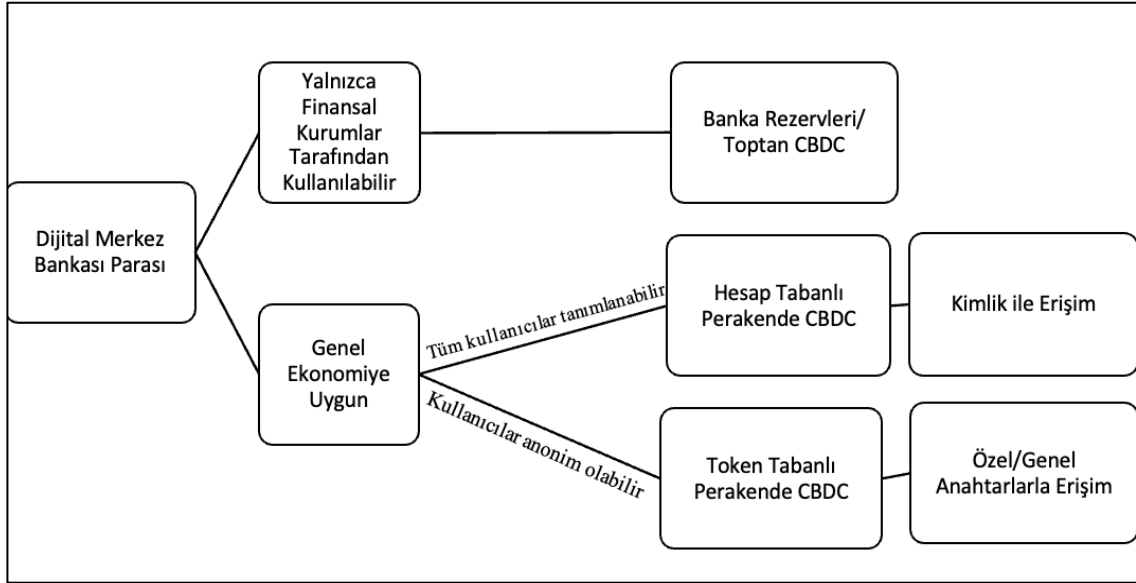 Yalnızca
Finansal
Kurumlar
Tarafından
Kullanılabilir
Banka Rezervleri/
Toptan CBDC
Dijital Merkez
Bankası Parası
Tüm kullanıcılar tanımlanabilir
Hesap Tabanlı
Perakende CBDC
Kimlik ile Erişim
Genel
Ekonomiye
Uygun
Kullanıcılar anonim olabilir
Token Tabanlı
Perakende CBDC
Özel/Genel
Anahtarlarla Erişim